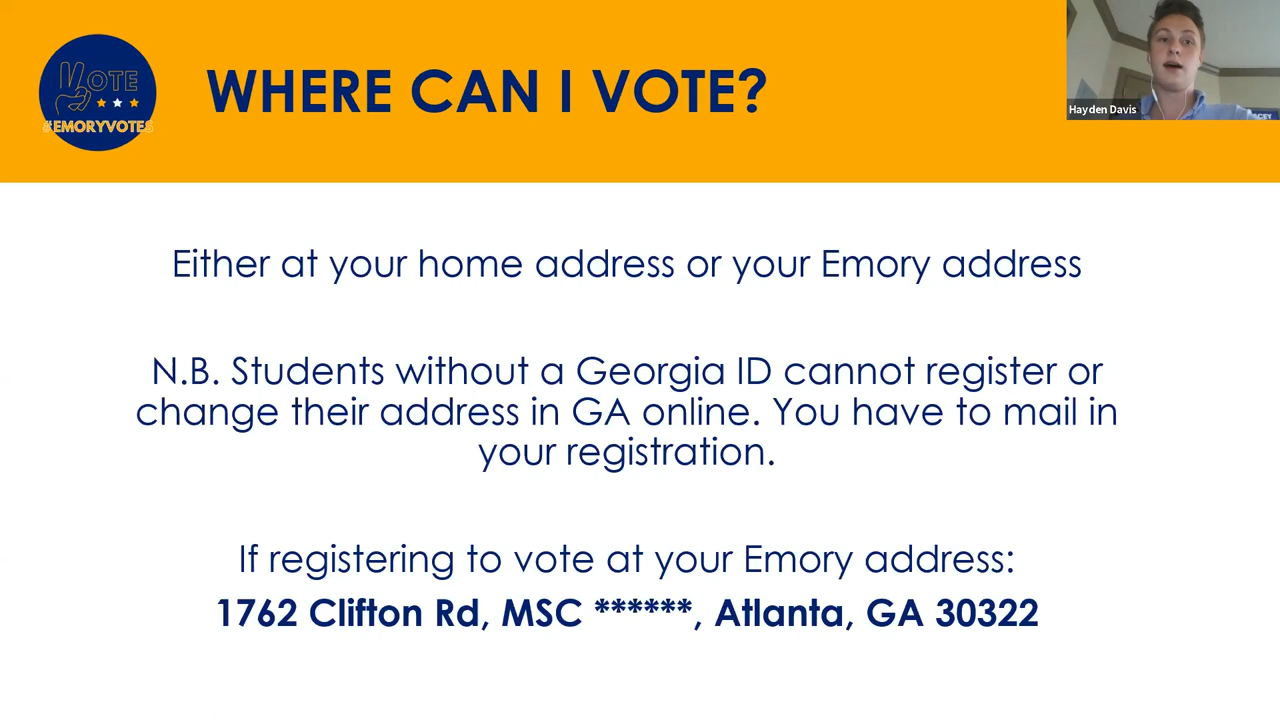 VOTE
#EMORYVOTES
WHERE CAN I VOTE?
Hayden Davis
CEY
Either at your home address or your Emory address
N.B. Students without a Georgia ID cannot register or
change their address in GA online. You have to mail in
your registration.
If registering to vote at your Emory address:
1762 Clifton Rd, MSC ******, Atlanta, GA 30322